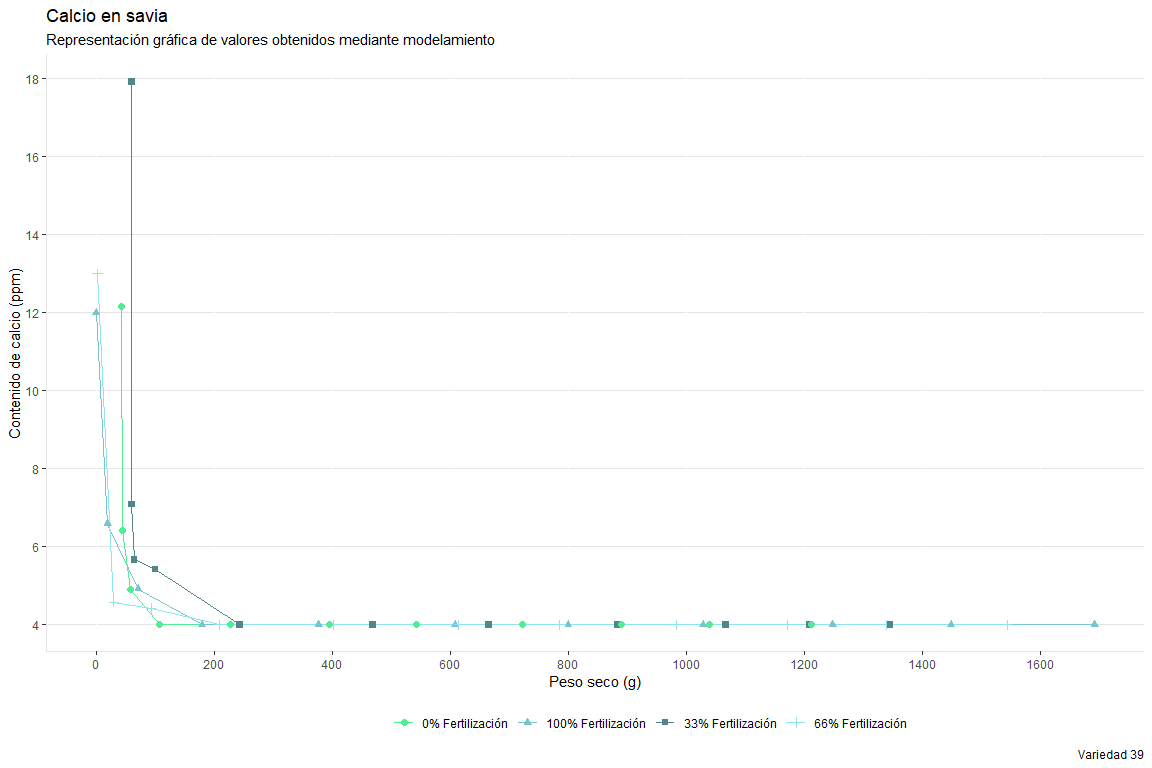 Calcio en savia
Representación gráfica de valores obtenidos mediante modelamiento
Contenido de calcio (ppm)
18
16
14
12
10
8
6
4
0 200 400 600 800 1000 1200 1400 1600
Peso seco (g)
0% Fertilización 100% Fertilización 33% Fertilización 66% Fertilización
Variedad 39